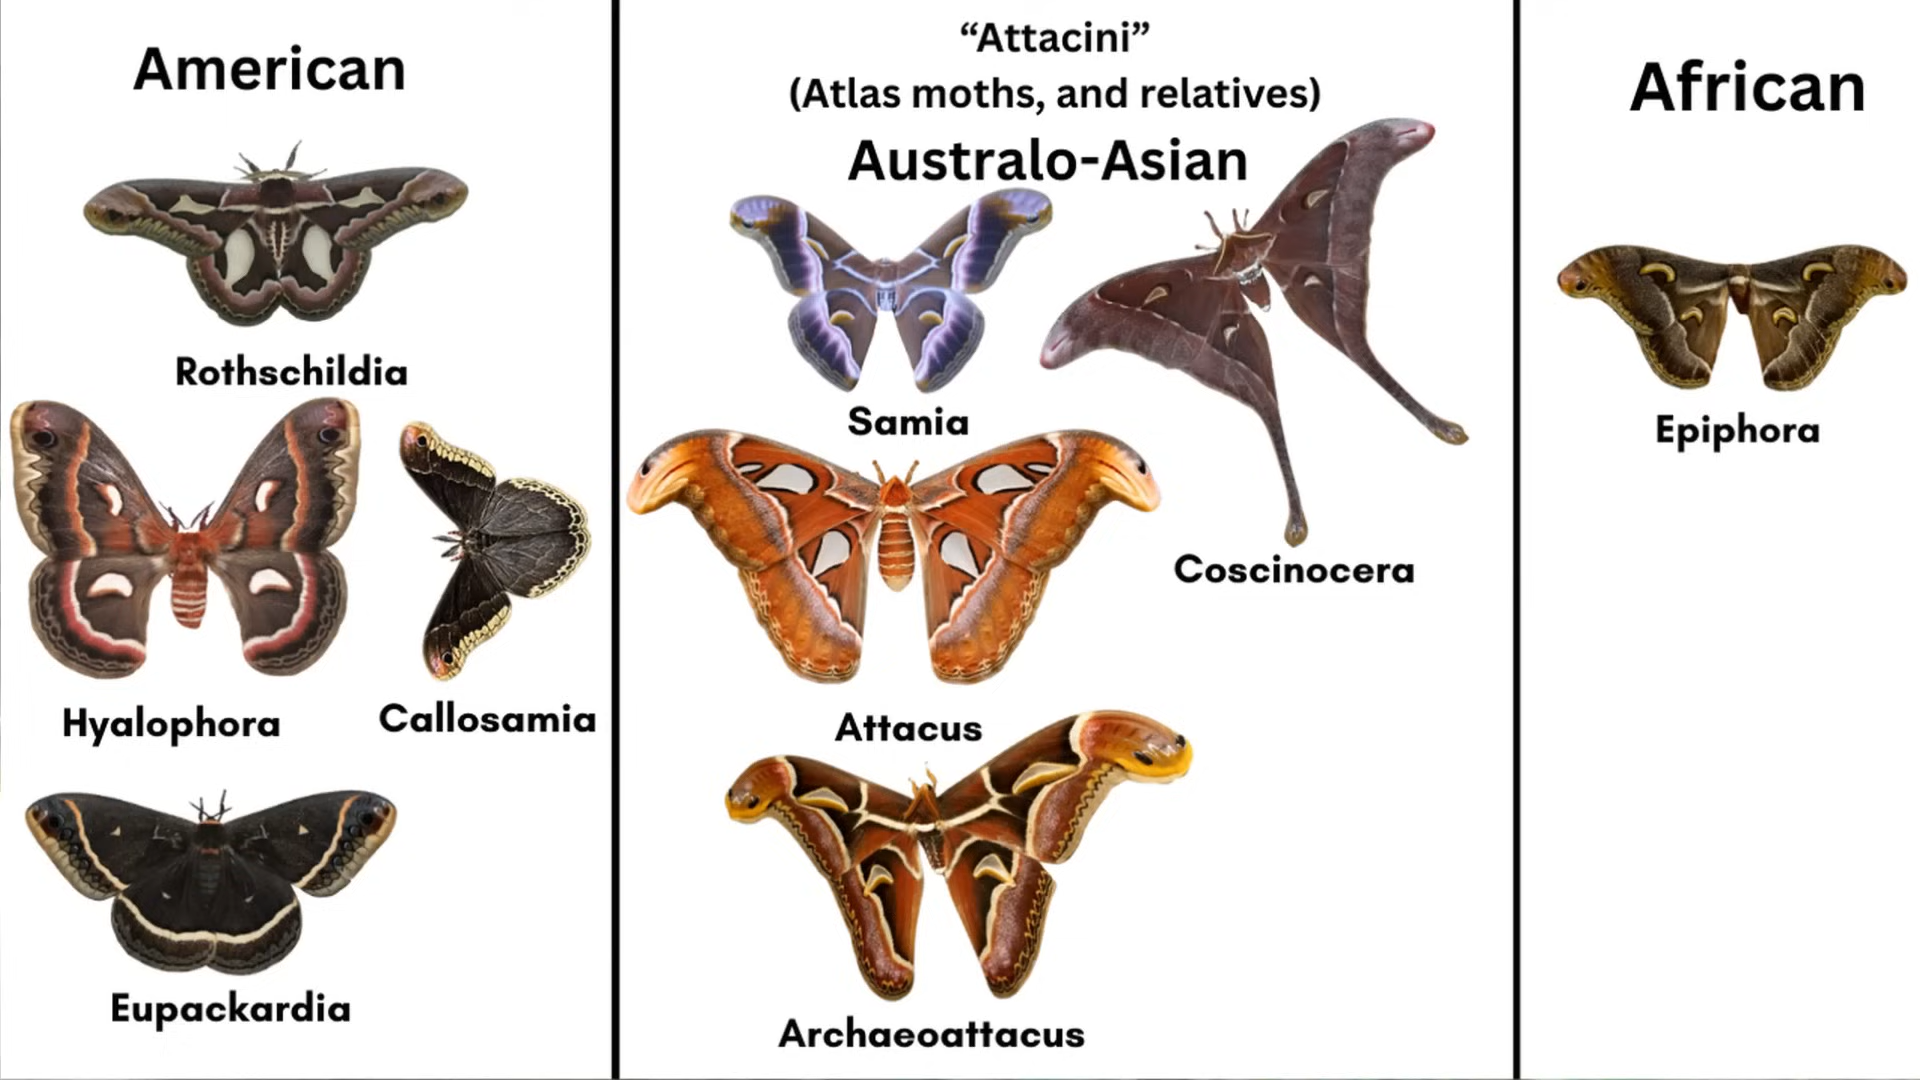 American
Rothschildia
Hyalophora
Callosamia
Eupackardia
“Attacini”
(Atlas moths, and relatives)
Australo-Asian
Samia
Coscinocera
Attacus
Archaeoattacus
African
Epiphora